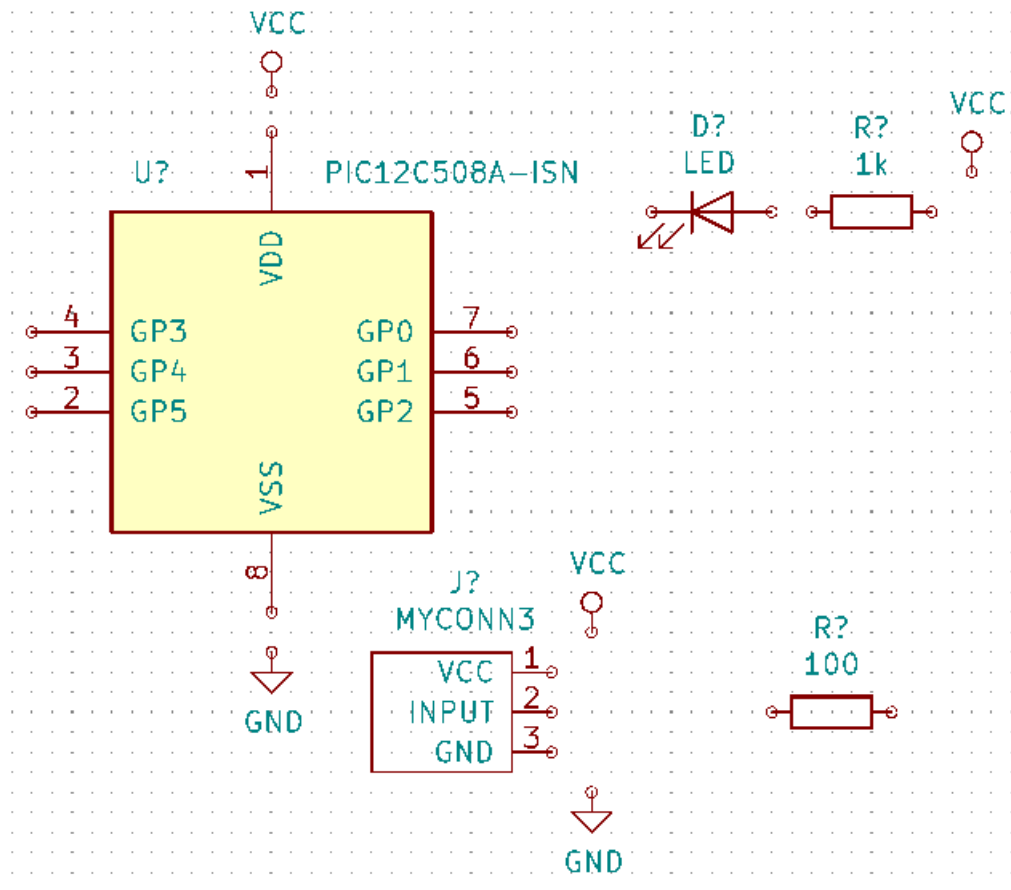 VCC
VCC
D?
R?
LED
1k
U?
1
PIC12C508A-ISN
VDD
4
GP3
GP0
7
3
GP4
GP1
6
2
GP5
GP2
5
VSS
8
J?
VCC
MYCONN3
R?
100
VCC
1
INPUT
2
GND
3
GND
GND